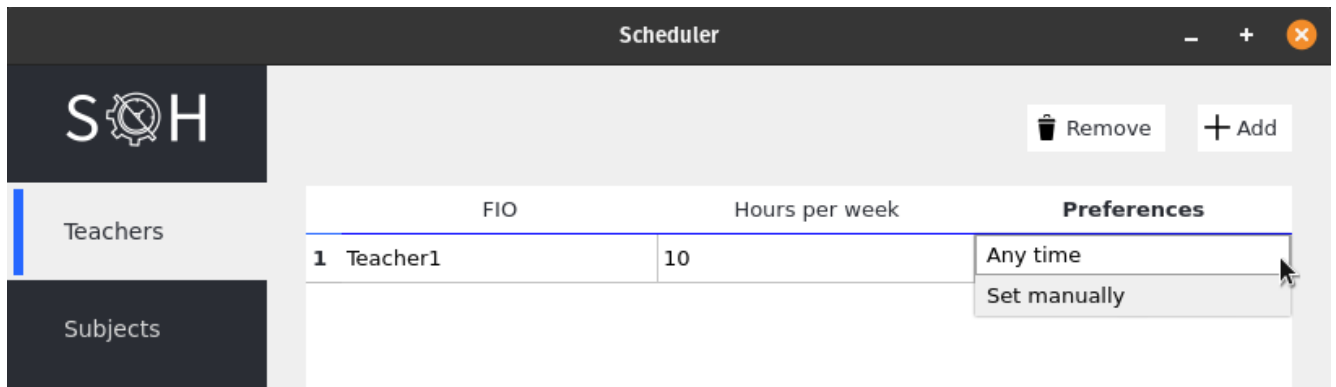 Scheduler
S H
Remove
Add
Teachers
Subjects
FIO
Hours per week
Preferences
1
Teacher1
10
Any time
Set manually